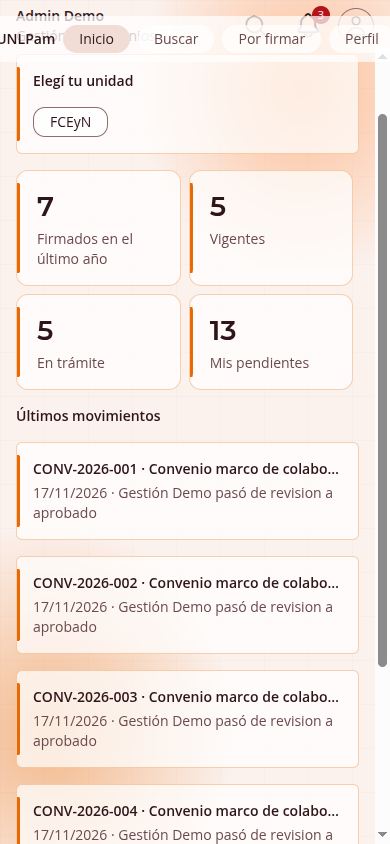 Admin Demo
UNLPam Inicio Buscar Por firmar Perfil
3
Elegí tu unidad
FCEyN
7
Firmados en el
último año
5
Vigentes
5
En trámite
13
Mis pendientes
Últimos movimientos
CONV-2026-001 · Convenio marco de colabo...
17/11/2026 · Gestión Demo pasó de revision a
aprobado
CONV-2026-002 · Convenio marco de colabo...
17/11/2026 · Gestión Demo pasó de revision a
aprobado
CONV-2026-003 · Convenio marco de colabo...
17/11/2026 · Gestión Demo pasó de revision a
aprobado
CONV-2026-004 · Convenio marco de colabo...
17/11/2026 · Gestión Demo pasó de revision a